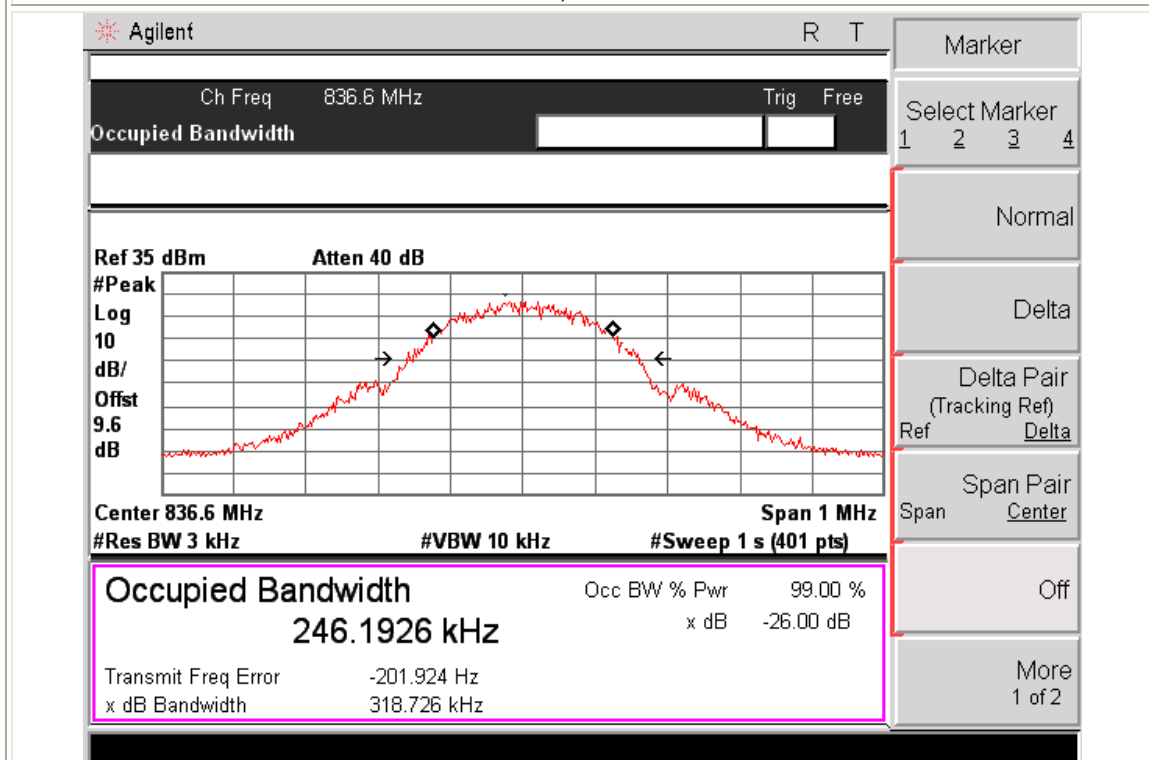 Agilent R T
Ch Freq 836.6 MHz Trig Free
Occupied Bandwidth
Ref 35 dBm Atten 40 dB
#Peak
Log
10
dB/
Offst
9.6
dB
Center 836.6 MHz Span 1 MHz
#Res BW 3 kHz #VBW 10 kHz #Sweep 1 s (401 pts)
Occupied Bandwidth Occ BW % Pwr 99.00 %
246.1926 kHz x dB -26.00 dB
Transmit Freq Error -201.924 Hz
x dB Bandwidth 318.726 kHz
Marker
Select Marker
1 2 3 4
Normal
Delta
Delta Pair
(Tracking Ref)
Ref Delta
Span Pair
Span Center
Off
More
1 of 2